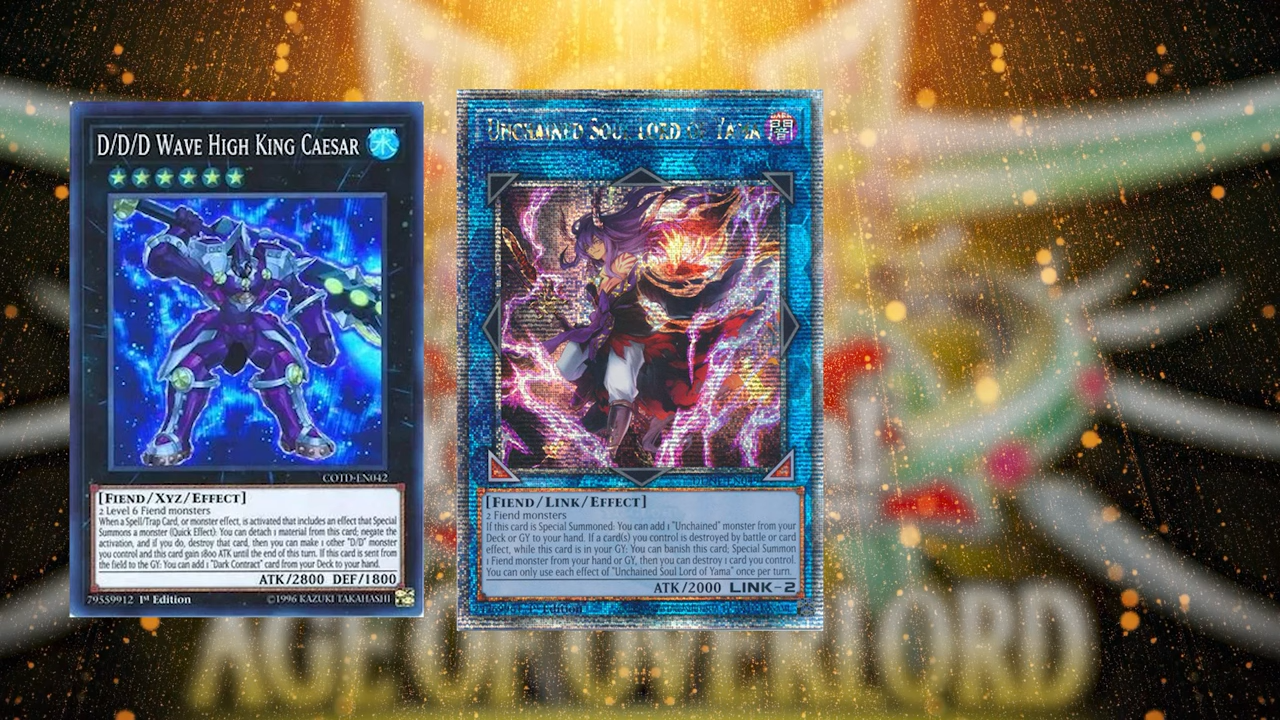 D/D/D WAVE HIGH KING CAESAR
WATER
水
COTD-EN042
[FIEND/XYZ/EFFECT]
2 Level 6 Fiend monsters
When a Spell/Trap Card, or monster effect, is activated that includes an effect that Special
Summons a monster (Quick Effect): You can detach 1 material from this card; negate the
activation, and if you do, destroy that card, then you can make 1 other "D/D" monster
you control and this card gain 1800 ATK until the end of this turn. If this card is sent from
the field to the GY: You can add 1 "Dark Contract" card from your Deck to your hand.
ATK/2800 DEF/1800
79559912 1st Edition ©1996 KAZUKI TAKAHASHI
UNCHAINED SOUL LORD OF YAMA
闇
[FIEND/LINK/EFFECT]
2 Fiend monsters
If this card is Special Summoned: You can add 1 "Unchained" monster from your
Deck or GY to your hand. If a card(s) you control is destroyed by battle or card
effect, while this card is in your GY: You can banish this card; Special Summon
1 Fiend monster from your hand or GY, then you can destroy 1 card you control.
You can only use each effect of "Unchained Soul Lord of Yama" once per turn.
ATK/2000 LINK-2
Edition
AGE OF OVERLORD